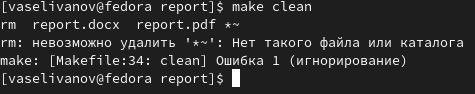 [vaselivanov@fedora report]$ make clean
rm  report.docx  report.pdf *~
rm: невозможно удалить '*~': Нет такого файла или каталога
make: [Makefile:34: clean] Ошибка 1 (игнорирование)
[vaselivanov@fedora report]$